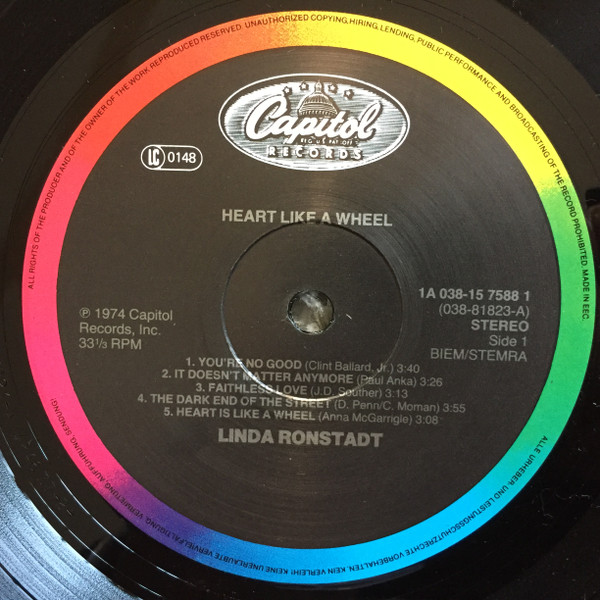 ALL RIGHTS OF THE PRODUCER AND OF THE OWNER OF THE WORK REPRODUCED RESERVED. UNAUTHORIZED COPYING, HIRING, LENDING, PUBLIC PERFORMANCE AND BROADCASTING OF THE RECORD PROHIBITED. MADE IN EEC.
Capitol
REG. U.S. PAT. OFF.
RECORDS
LC 0148
HEART LIKE A WHEEL
℗ 1974 Capitol
Records, Inc.
33⅓ RPM
1A 038-15 7588 1
(038-81823-A)
STEREO
Side 1
BIEM/STEMRA
1. YOU'RE NO GOOD (Clint Ballard, Jr.) 3:40
2. IT DOESN'T MATTER ANYMORE (Paul Anka) 3:26
3. FAITHLESS LOVE (J.D. Souther) 3:13
4. THE DARK END OF THE STREET (D. Penn/C. Moman) 3:55
5. HEART IS LIKE A WHEEL (Anna McGarrigle) 3:08
LINDA RONSTADT
ALLE URHEBER- UND LEISTUNGSSCHUTZRECHTE VORBEHALTEN. KEIN VERLEIH! KEINE UNERLAUBTE VERVIELFÄLTIGUNG, VERMIETUNG, AUFFÜHRUNG, SENDUNG!